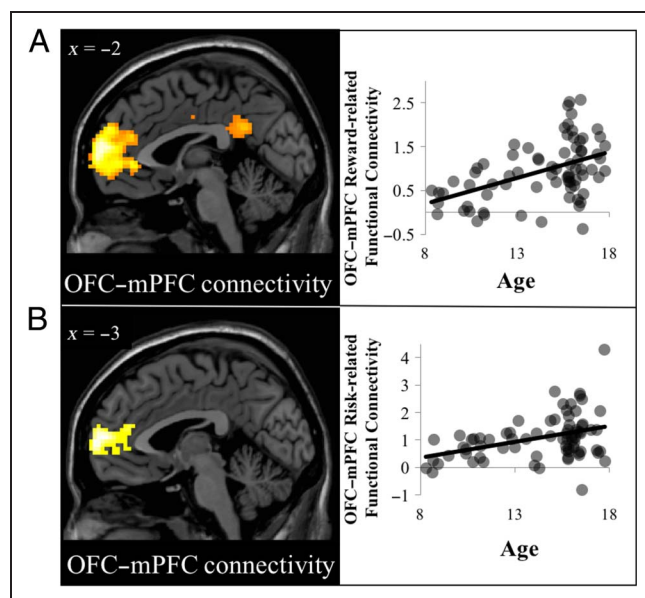 A
x = −2
OFC−mPFC connectivity
OFC−mPFC Reward-related
Functional Connectivity
2.5
1.5
0.5
−0.5
8
13
18
Age
B
x = −3
OFC−mPFC connectivity
OFC−mPFC Risk-related
Functional Connectivity
4
3
2
1
0
−1
8
13
18
Age